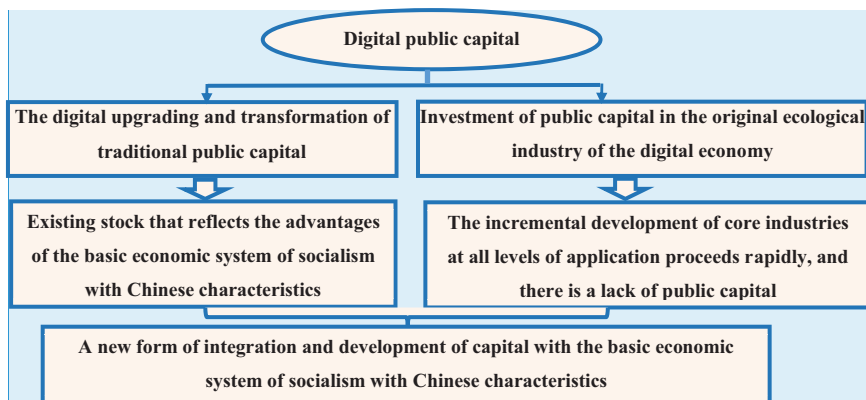 Digital public capital
The digital upgrading and transformation of
traditional public capital
Investment of public capital in the original ecological
industry of the digital economy
Existing stock that reflects the advantages
of the basic economic system of socialism
with Chinese characteristics
The incremental development of core industries
at all levels of application proceeds rapidly, and
there is a lack of public capital
A new form of integration and development of capital with the basic economic
system of socialism with Chinese characteristics